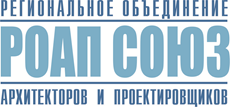 РЕГИОНАЛЬНОЕ ОБЪЕДИНЕНИЕ
РОАП СОЮЗ
АРХИТЕКТОРОВ И ПРОЕКТИРОВЩИКОВ